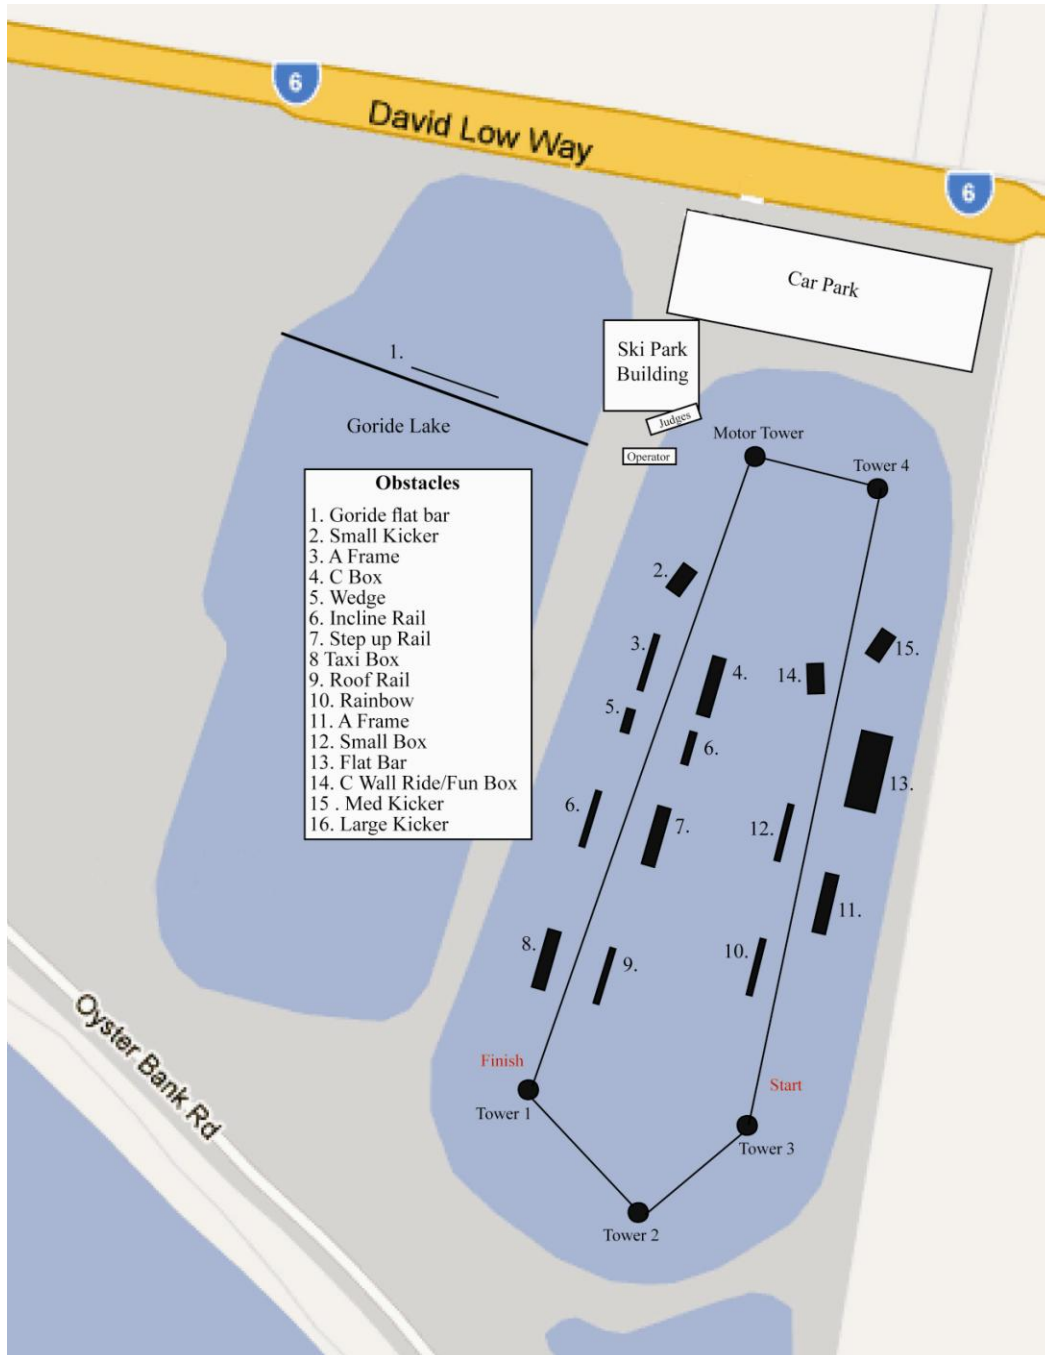 6
David Low Way
6
Car Park
Ski Park
Building
1.
Goride Lake
Judges
Operator
Motor Tower
Tower 4
Obstacles
1. Goride flat bar
2. Small Kicker
3. A Frame
4. C Box
5. Wedge
6. Incline Rail
7. Step up Rail
8 Taxi Box
9. Roof Rail
10. Rainbow
11. A Frame
12. Small Box
13. Flat Bar
14. C Wall Ride/Fun Box
15 . Med Kicker
16. Large Kicker
2.
3.
4.
14.
15.
5.
6.
13.
6.
7.
12.
11.
8.
9.
10.
Oyster Bank Rd
Finish
Start
Tower 1
Tower 3
Tower 2